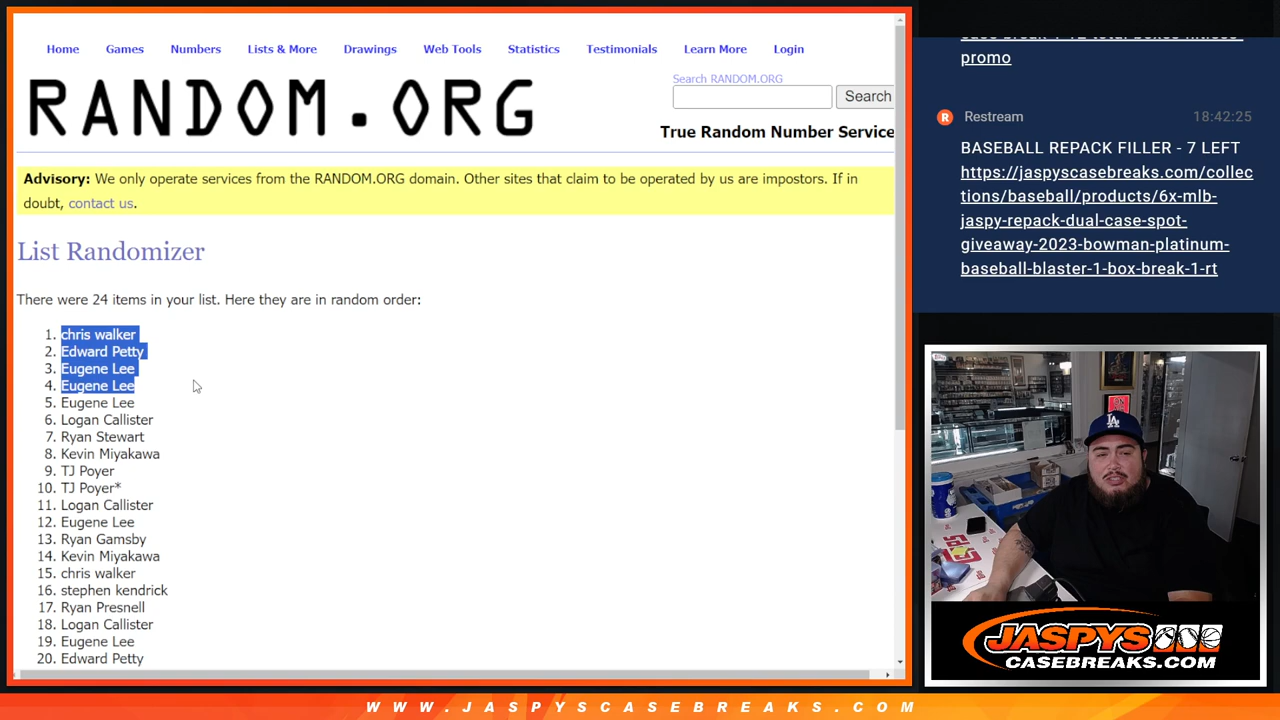 Home Games Numbers Lists & More Drawings Web Tools Statistics Testimonials Learn More Login
RANDOM.ORG
Search RANDOM.ORG
Search
True Random Number Service
Advisory: We only operate services from the RANDOM.ORG domain. Other sites that claim to be operated by us are impostors. If in
doubt, contact us.
List Randomizer
There were 24 items in your list. Here they are in random order:
1. chris walker
2. Edward Petty
3. Eugene Lee
4. Eugene Lee
5. Eugene Lee
6. Logan Callister
7. Ryan Stewart
8. Kevin Miyakawa
9. TJ Poyer
10. TJ Poyer*
11. Logan Callister
12. Eugene Lee
13. Ryan Gamsby
14. Kevin Miyakawa
15. chris walker
16. stephen kendrick
17. Ryan Presnell
18. Logan Callister
19. Eugene Lee
20. Edward Petty
promo
R Restream 18:42:25
BASEBALL REPACK FILLER - 7 LEFT
https://jaspyscasebreaks.com/collec
tions/baseball/products/6x-mlb-
jaspy-repack-dual-case-spot-
giveaway-2023-bowman-platinum-
baseball-blaster-1-box-break-1-rt
LA
JASPYS
CASEBREAKS.COM
WWW.JASPYSCASEBREAKS.COM